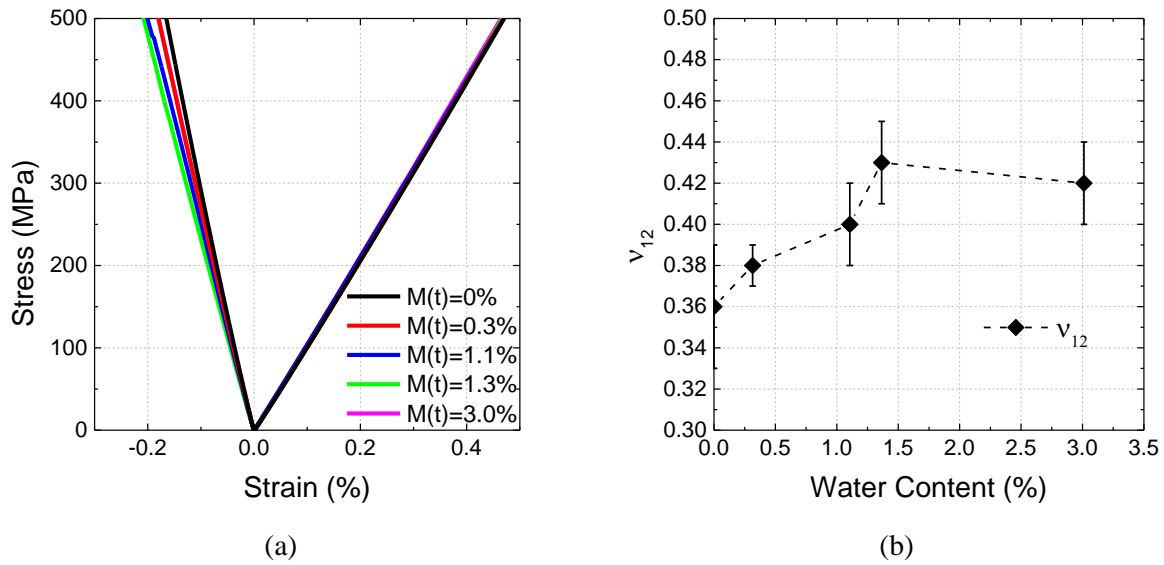 500
400
300
200
100
0
Stress (MPa)
-0.2 0.0 0.2 0.4
Strain (%)
M(t)=0%
M(t)=0.3%
M(t)=1.1%
M(t)=1.3%
M(t)=3.0%
(a)
0.50
0.48
0.46
0.44
0.42
0.40
0.38
0.36
0.34
0.32
0.30
ν12
0.0 0.5 1.0 1.5 2.0 2.5 3.0 3.5
Water Content (%)
ν12
(b)